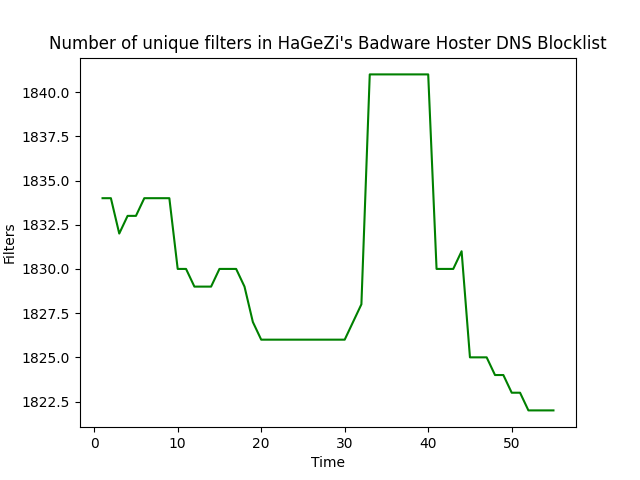 Number of unique filters in HaGeZi's Badware Hoster DNS Blocklist
1840.0
1837.5
1835.0
1832.5
1830.0
1827.5
1825.0
1822.5
Filters
0 10 20 30 40 50
Time